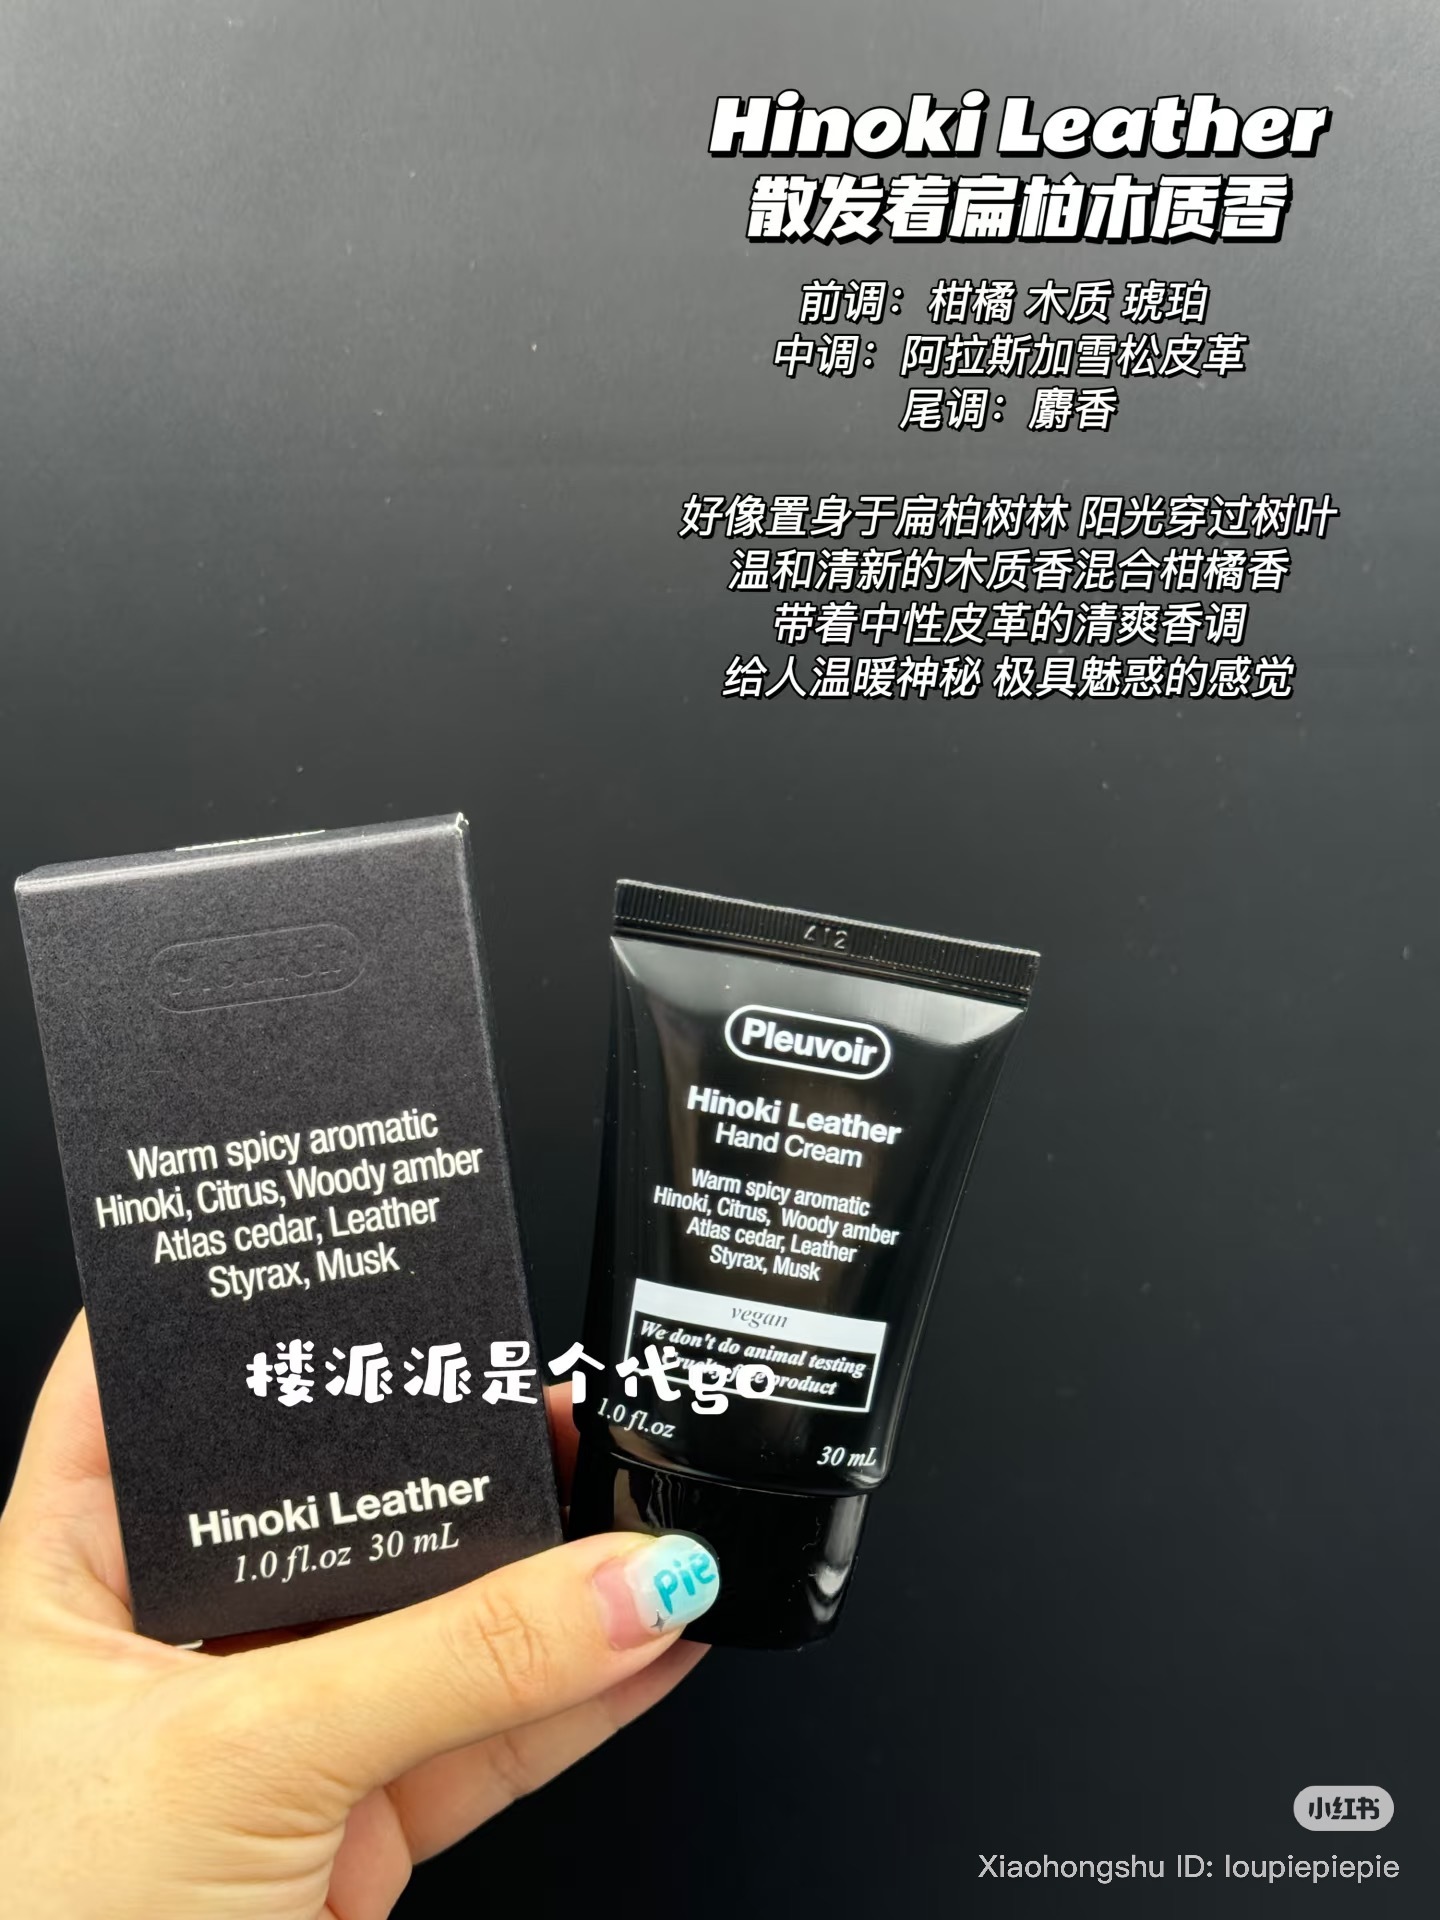 Hinoki Leather
散发着扁柏木质香
前调：柑橘 木质 琥珀
中调：阿拉斯加雪松皮革
尾调：麝香
好像置身于扁柏树林 阳光穿过树叶
温和清新的木质香混合柑橘香
带着中性皮革的清爽香调
给人温暖神秘 极具魅惑的感觉
Pleuvoir
Warm spicy aromatic
Hinoki, Citrus, Woody amber
Atlas cedar, Leather
Styrax, Musk
Hinoki Leather
1.0 fl.oz 30 mL
412
Pleuvoir
Hinoki Leather
Hand Cream
Warm spicy aromatic
Hinoki, Citrus, Woody amber
Atlas cedar, Leather
Styrax, Musk
vegan
We don't do animal testing
product
1.0 fl.oz
30 mL
楼派派是个代go
pie
小红书
Xiaohongshu ID: loupiepiepie